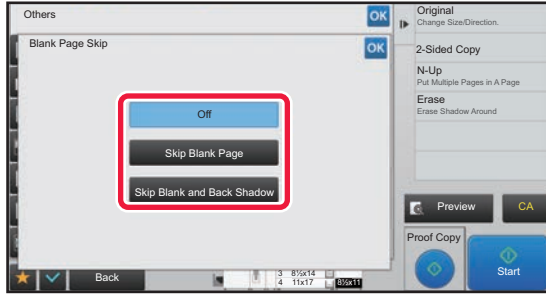 Others
OK
Blank Page Skip
OK
Off
Skip Blank Page
Skip Blank and Back Shadow
Back
3 8½x14
4 11x17
8½x11
Original
Change Size/Direction.
2-Sided Copy
N-Up
Put Multiple Pages in A Page
Erase
Erase Shadow Around
Preview
CA
Proof Copy
Start